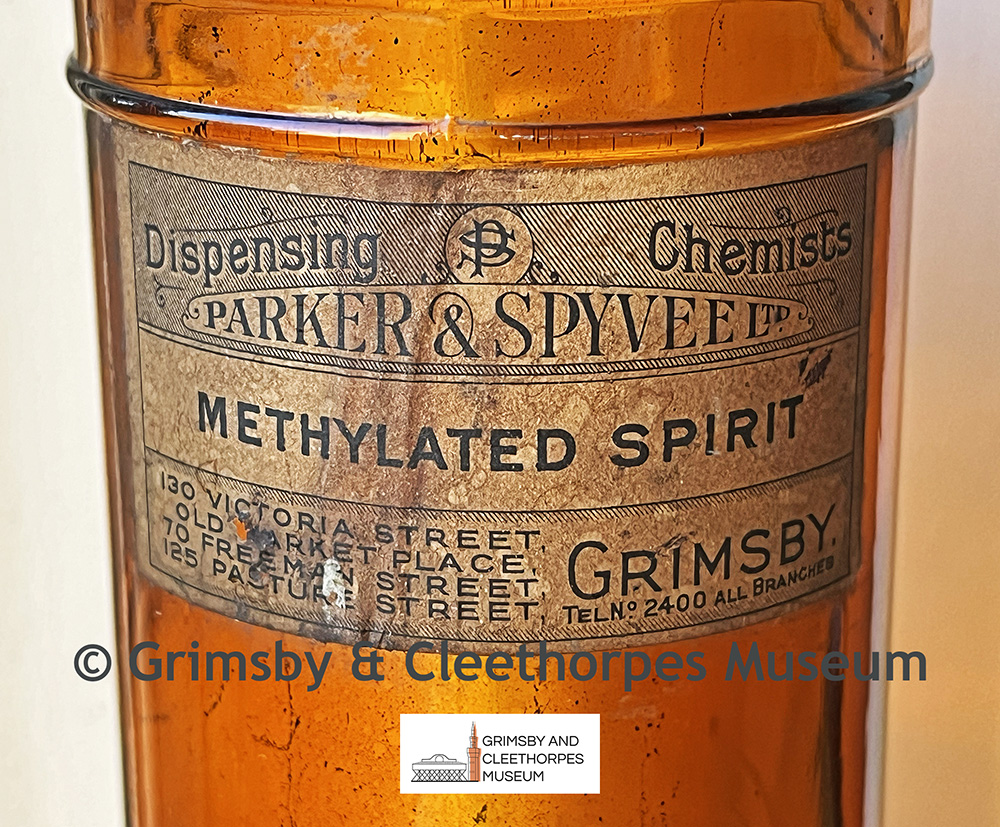 Dispensing Chemists
PARKER & SPYVEE LTD.
METHYLATED SPIRIT
130 VICTORIA STREET,
OLD MARKET PLACE,
70 FREEMAN STREET,
125 PASTURE STREET,
GRIMSBY.
TEL. Nº 2400 ALL BRANCHES
© Grimsby & Cleethorpes Museum
GRIMSBY AND
CLEETHORPES
MUSEUM